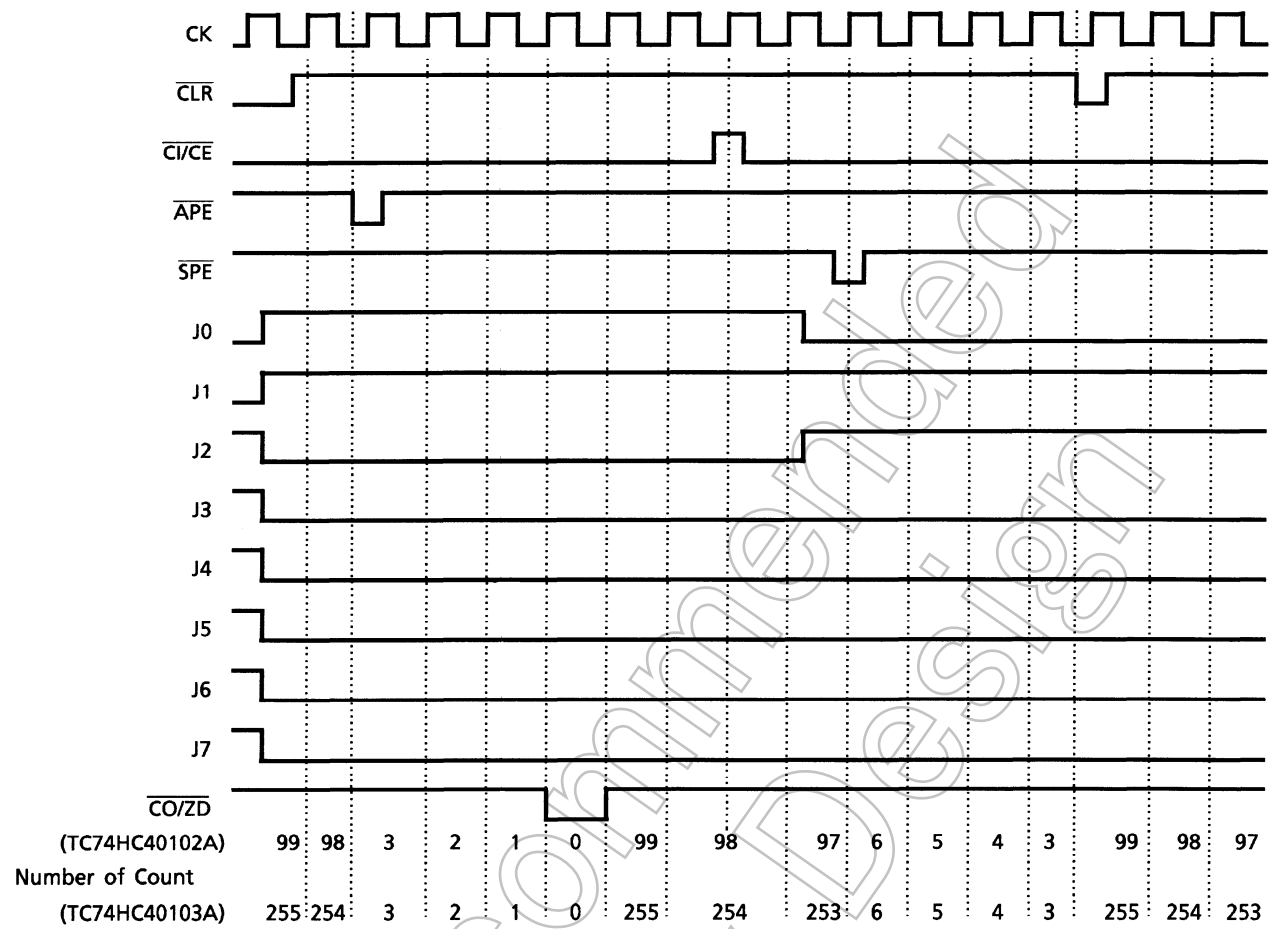 CK
CLR
CI/CE
APE
SPE
J0
J1
J2
J3
J4
J5
J6
J7
CO/ZD
(TC74HC40102A) 99 98 3 2 1 0 99 98 97 6 5 4 3 99 98 97
Number of Count
(TC74HC40103A) 255 254 3 2 1 0 255 254 253 6 5 4 3 255 254 253
ommended
Design